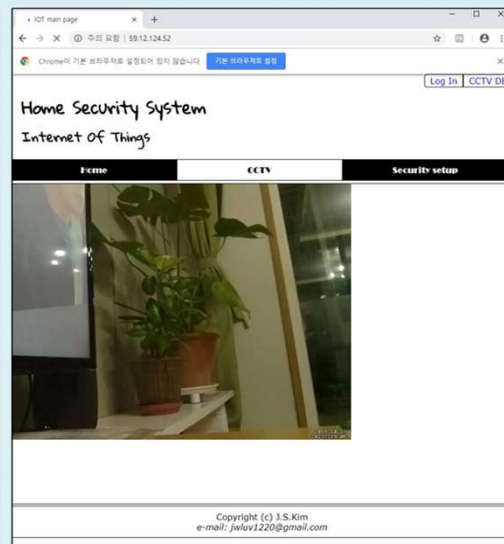 IOT main page
주의 요함 | 59.12.124.52
Chrome이 기본 브라우저로 설정되어 있지 않습니다 기본 브라우저로 설정
Log In CCTV DB
Home Security System
Internet Of Things
Home CCTV Security setup
Copyright (c) J.S.Kim
e-mail: jwluv1220@gmail.com